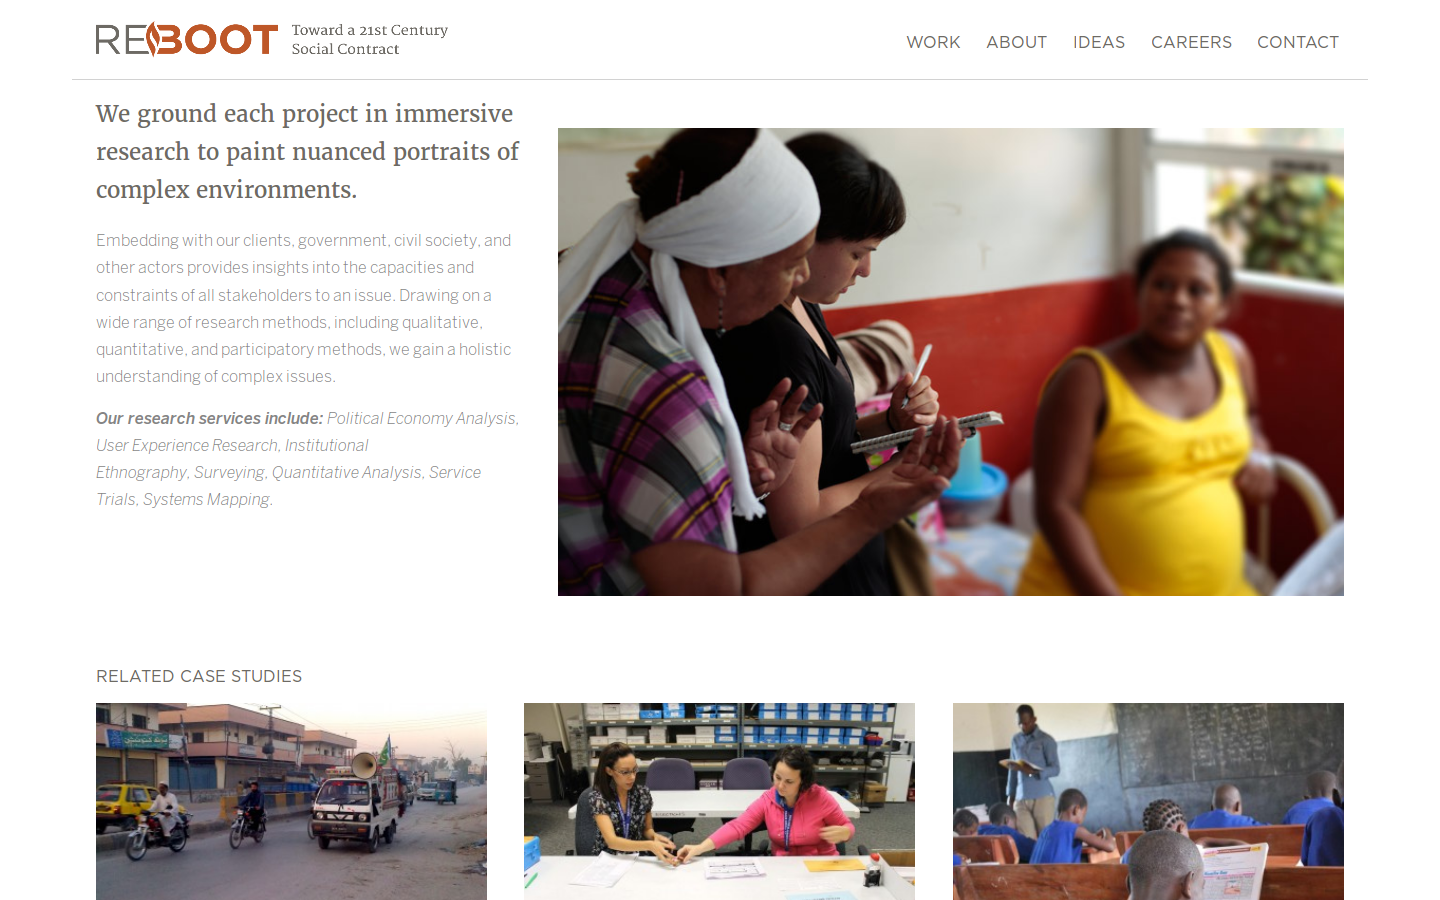 REBOOT
Toward a 21st Century
Social Contract
WORK ABOUT IDEAS CAREERS CONTACT
We ground each project in immersive
research to paint nuanced portraits of
complex environments.
Embedding with our clients, government, civil society, and
other actors provides insights into the capacities and
constraints of all stakeholders to an issue. Drawing on a
wide range of research methods, including qualitative,
quantitative, and participatory methods, we gain a holistic
understanding of complex issues.
Our research services include: Political Economy Analysis,
User Experience Research, Institutional
Ethnography, Surveying, Quantitative Analysis, Service
Trials, Systems Mapping.
RELATED CASE STUDIES